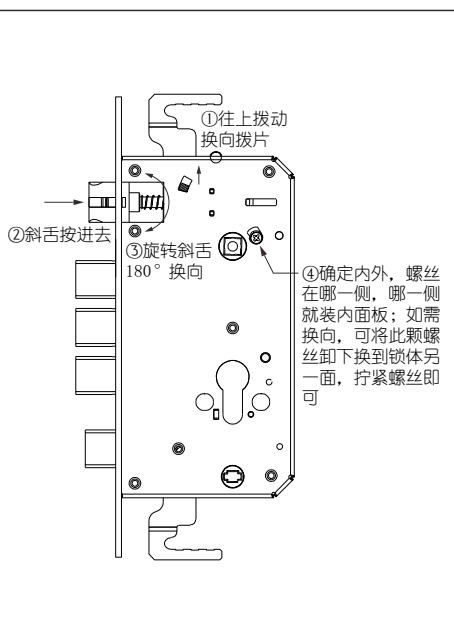 ①往上拨动
换向拨片
②斜舌按进去
③旋转斜舌
180°换向
④确定内外，螺丝
在哪一侧，哪一侧
就装内面板；如需
换向，可将此颗螺
丝卸下换到锁体另
一面，拧紧螺丝即
可